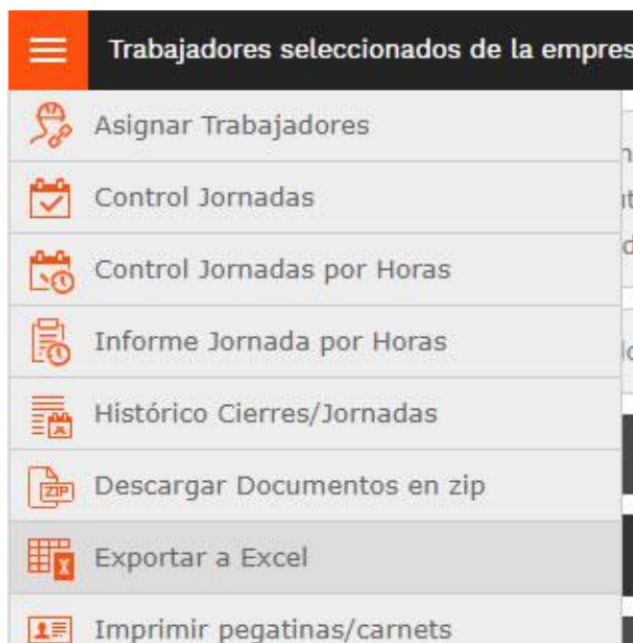 Trabajadores seleccionados de la
Asignar Trabajadores
Control Jornadas
Control Jornadas por Horas
Informe Jornada por Horas
Histórico Cierres/Jornadas
Descargar Documentos en zip
ZIP
Exportar a Excel
X
Imprimir pegatinas/carnets